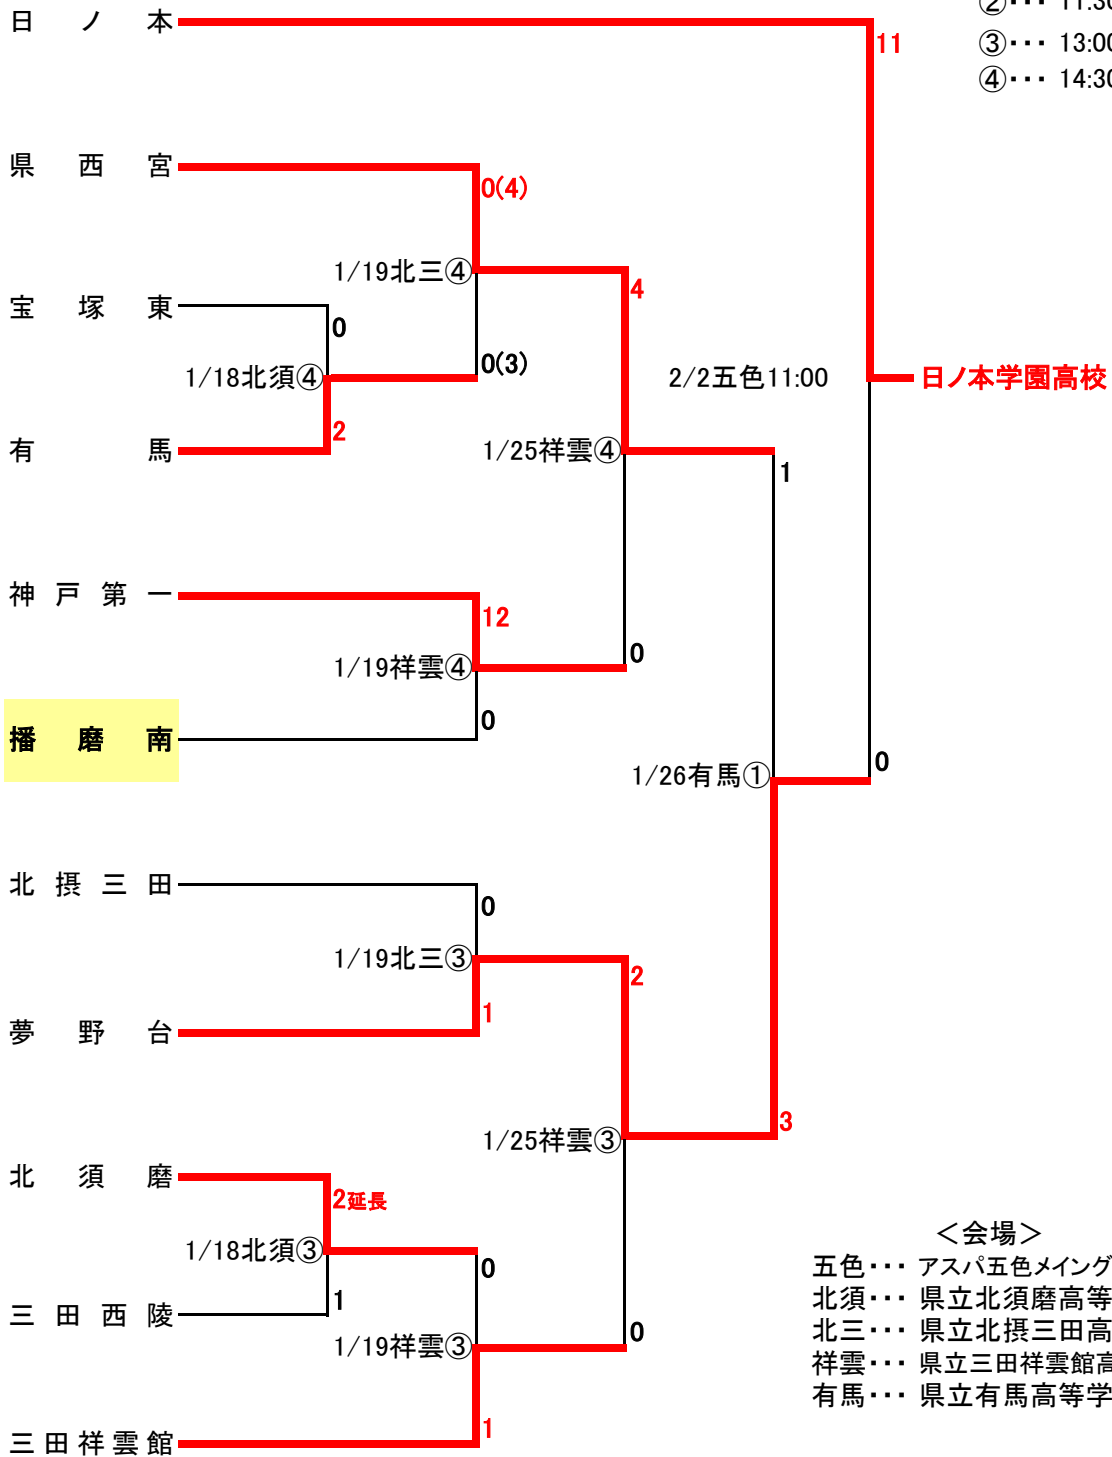 ②・・・ 11:30
日ノ本
11
③・・・ 13:00
④・・・ 14:30
県西宮
0(4)
1/19北三④
4
宝塚東
0
0(3)
1/18北須④
2/2五色11:00
日ノ本学園高校
2
有馬
1/25祥雲④
1
神戸第一
12
1/19祥雲④
0
0
播磨南
1/26有馬①
0
北摂三田
0
1/19北三③
2
1
夢野台
3
1/25祥雲③
北須磨
2延長
1/18北須③
0
1
三田西陵
0
1/19祥雲③
1
三田祥雲館
＜会場＞
五色・・・ アスパ五色メイング
北須・・・ 県立北須磨高等
北三・・・ 県立北摂三田高
祥雲・・・ 県立三田祥雲館高
有馬・・・ 県立有馬高等学